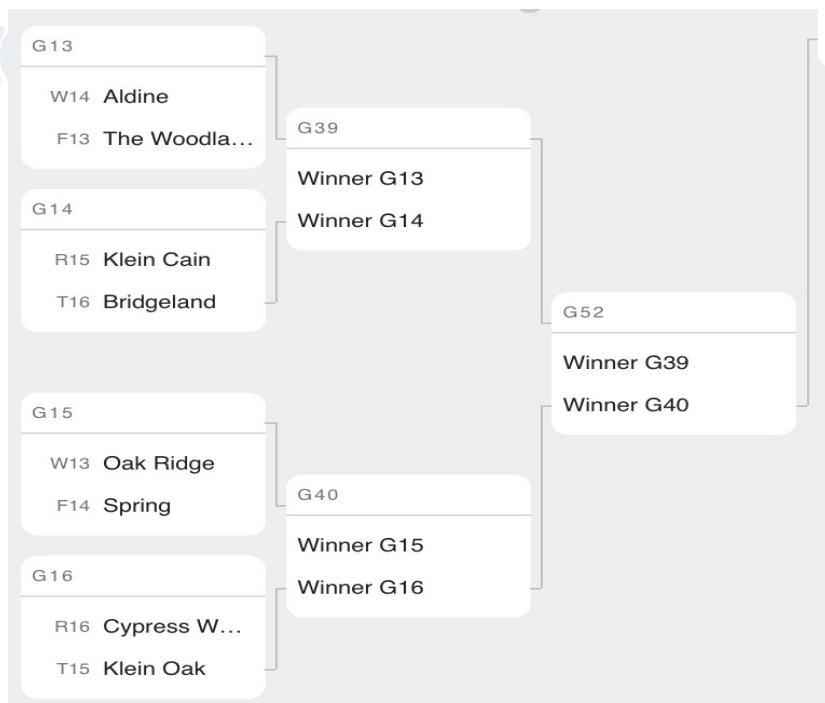 G13
W14 Aldine
F13 The Woodla...
G39
Winner G13
Winner G14
G14
R15 Klein Cain
T16 Bridgeland
G52
Winner G39
Winner G40
G15
W13 Oak Ridge
F14 Spring
G40
Winner G15
Winner G16
G16
R16 Cypress W...
T15 Klein Oak